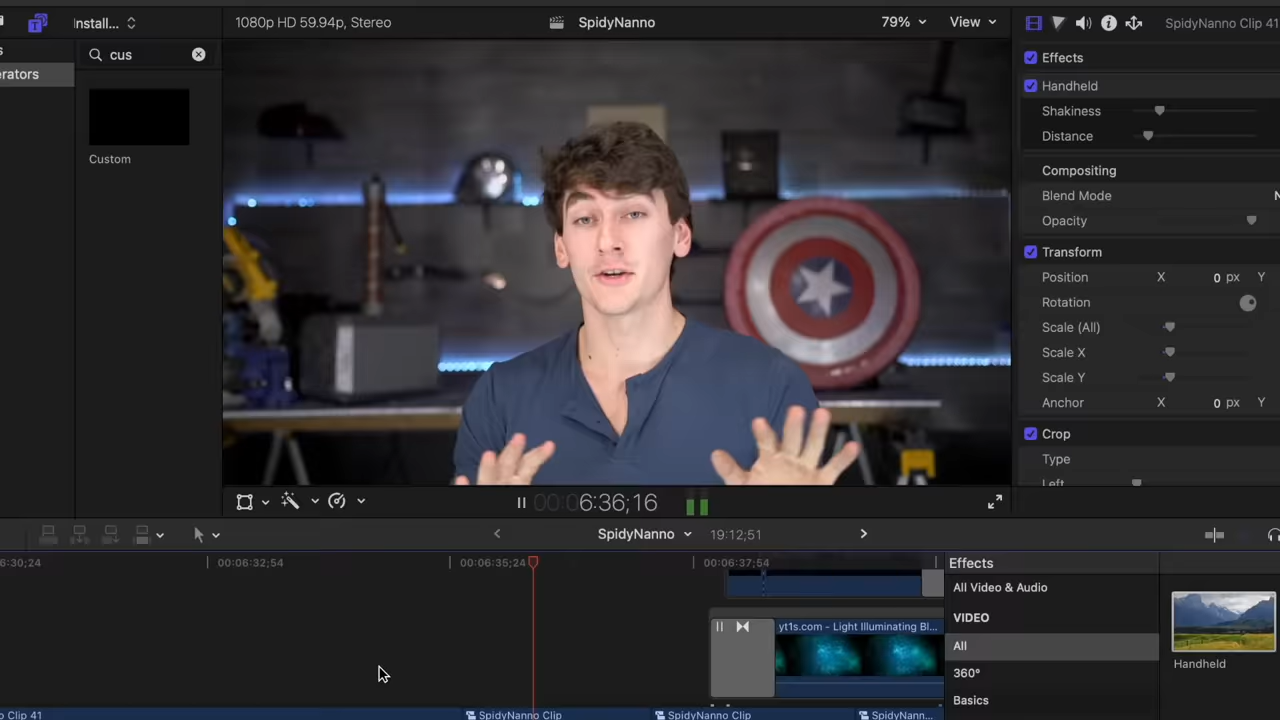 Install...
1080p HD 59.94p, Stereo
SpidyNanno
79%
View
SpidyNanno Clip 41
s
erators
cus
Custom
Effects
Handheld
Shakiness
Distance
Compositing
Blend Mode
N
Opacity
Transform
Position X 0 px Y
Rotation
Scale (All)
Scale X
Scale Y
Anchor X 0 px Y
Crop
Type
Left
00:06:36;16
SpidyNanno
19:12;51
6:30;24
00:06:32;54
00:06:35;24
00:06:37;54
yt1s.com - Light Illuminating Bl...
o Clip 41
SpidyNanno Clip
SpidyNanno Clip
SpidyNann...
Effects
All Video & Audio
VIDEO
All
360°
Basics
Handheld